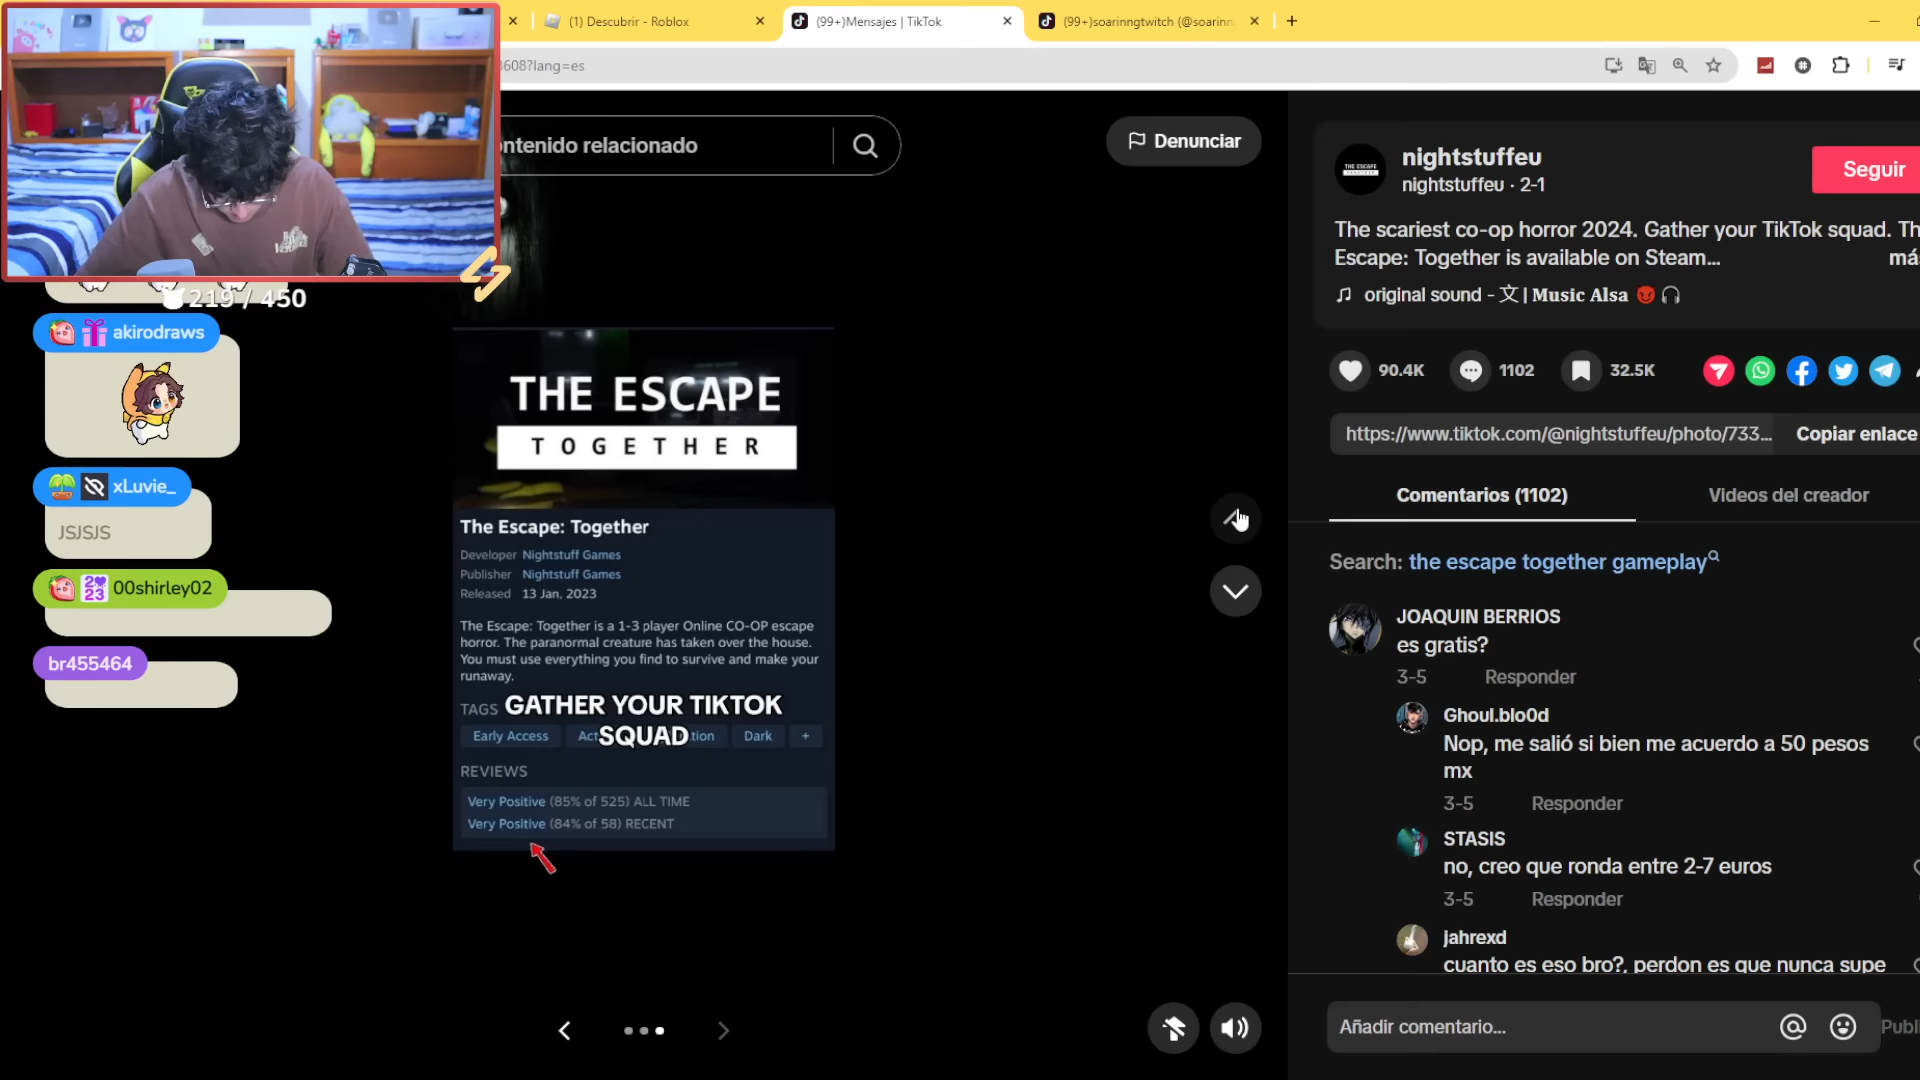 (1) Descubrir - Roblox
(99+)Mensajes | TikTok
(99+)soarinngtwitch (@soarinn
608?lang=es
ntenido relacionado
Denunciar
219 / 450
akirodraws
xLuvie_
JSJSJS
2023
00shirley02
br455464
THE ESCAPE
TOGETHER
The Escape: Together
Developer Nightstuff Games
Publisher Nightstuff Games
Released 13 Jan, 2023
The Escape: Together is a 1-3 player Online CO-OP escape
horror. The paranormal creature has taken over the house.
You must use everything you find to survive and make your
runaway.
TAGS
GATHER YOUR TIKTOK
SQUAD
Early Access
Dark
+
REVIEWS
Very Positive (85% of 525) ALL TIME
Very Positive (84% of 58) RECENT
THE ESCAPE
TOGETHER
nightstuffeu
nightstuffeu · 2-1
Seguir
The scariest co-op horror 2024. Gather your TikTok squad. Th
Escape: Together is available on Steam...
má
original sound - 文 | Music Alsa
90.4K
1102
32.5K
https://www.tiktok.com/@nightstuffeu/photo/733...
Copiar enlace
Comentarios (1102)
Videos del creador
Search: the escape together gameplay
JOAQUIN BERRIOS
es gratis?
3-5 Responder
Ghoul.blo0d
Nop, me salió si bien me acuerdo a 50 pesos
mx
3-5 Responder
STASIS
no, creo que ronda entre 2-7 euros
3-5 Responder
jahrexd
cuanto es eso bro?, perdon es que nunca supe
Añadir comentario...
Publi